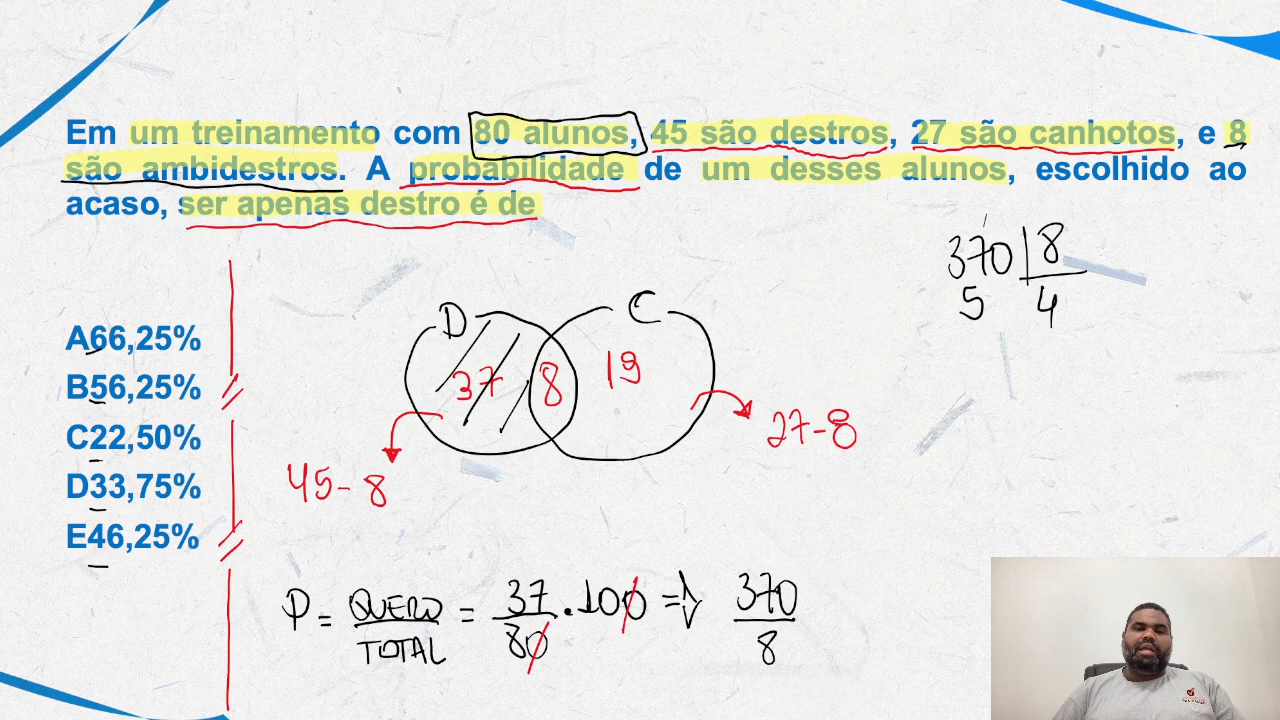 Em um treinamento com 80 alunos, 45 são destros, 27 são canhotos, e 8
são ambidestros. A probabilidade de um desses alunos, escolhido ao
acaso, ser apenas destro é de
370 8
5 4
A66,25%
B56,25%
C22,50%
D33,75%
E46,25%
D C
37 8 19
45-8
27-8
P = QUERO = 37 . 100 => 370
TOTAL 80 8